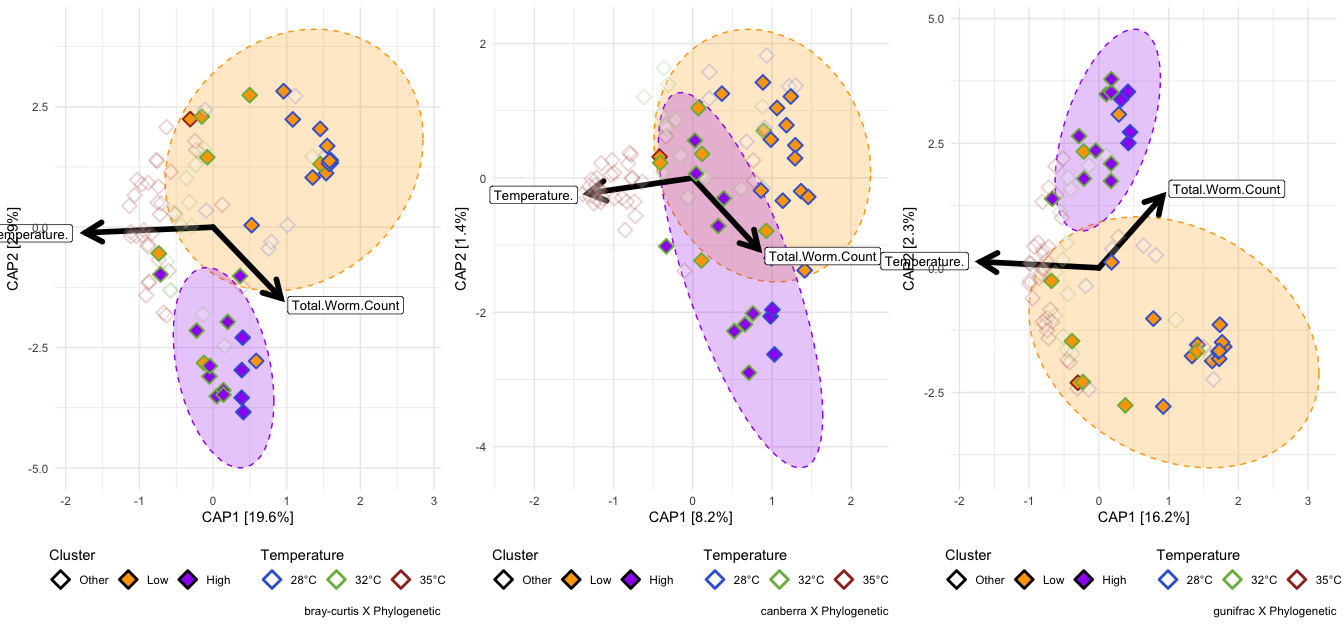 2.5
0.0
-2.5
-5.0
CAP2 [2.9%]
emperature.
Total.Worm.Count
-2
-1
0
1
2
3
CAP1 [19.6%]
Cluster
Other
Low
High
Temperature
28°C
32°C
35°C
bray-curtis X Phylogenetic
2
0
-2
-4
CAP2 [1.4%]
Temperature.
Total.Worm.Count
-2
-1
0
1
2
CAP1 [8.2%]
Cluster
Other
Low
High
Temperature
28°C
32°C
35°C
canberra X Phylogenetic
5.0
2.5
0.0
-2.5
CAP2 [2.3%]
Temperature.
Total.Worm.Count
-2
-1
0
1
2
3
CAP1 [16.2%]
Cluster
Other
Low
High
Temperature
28°C
32°C
35°C
gunifrac X Phylogenetic